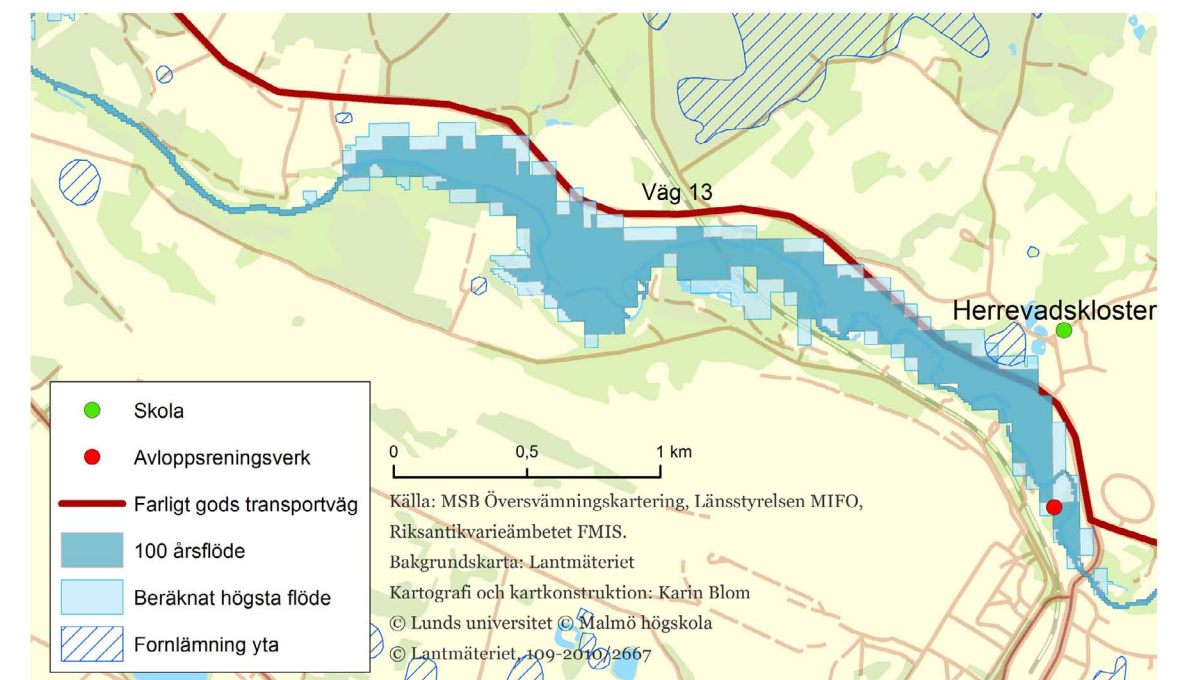 Väg 13
Herrevadskloster
Skola
Avloppsreningsverk
Farligt gods transportväg
100 årsflöde
Beräknat högsta flöde
Fornlämning yta
0 0,5 1 km
Källa: MSB Översvämningskartering, Länsstyrelsen MIFO,
Riksantikvarieämbetet FMIS.
Bakgrundskarta: Lantmäteriet
Kartografi och kartkonstruktion: Karin Blom
© Lunds universitet © Malmö högskola
© Lantmäteriet, 109-2010/2667